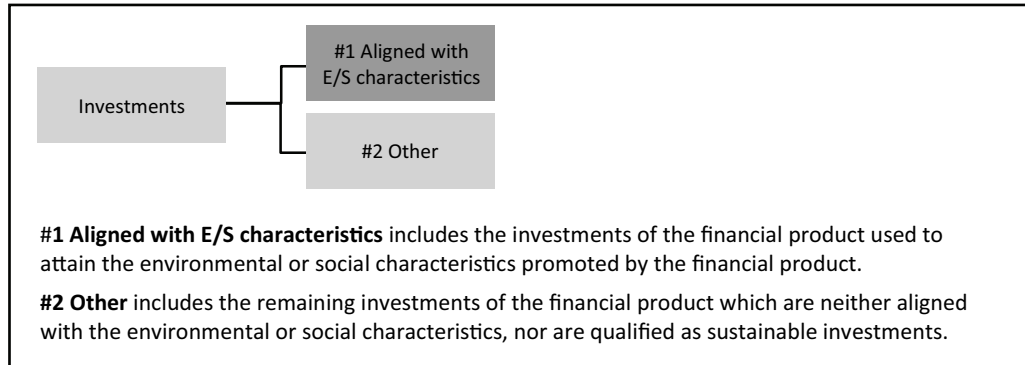 #1 Aligned with
E/S characteristics
Investments
#2 Other
#1 Aligned with E/S characteristics includes the investments of the financial product used to
attain the environmental or social characteristics promoted by the financial product.
#2 Other includes the remaining investments of the financial product which are neither aligned
with the environmental or social characteristics, nor are qualified as sustainable investments.